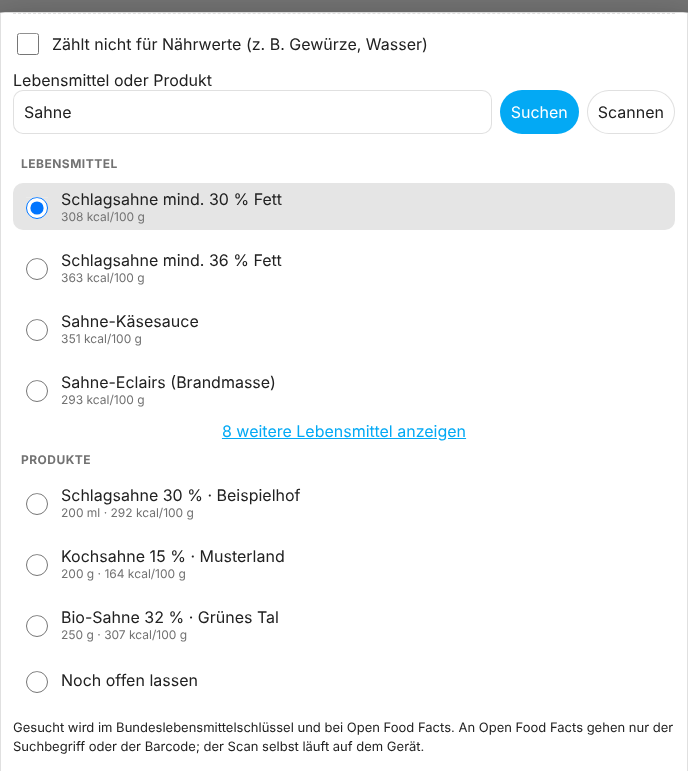 Zählt nicht für Nährwerte (z. B. Gewürze, Wasser)
Lebensmittel oder Produkt
Sahne
Suchen
Scannen
LEBENSMITTEL
Schlagsahne mind. 30 % Fett
308 kcal/100 g
Schlagsahne mind. 36 % Fett
363 kcal/100 g
Sahne-Käsesauce
351 kcal/100 g
Sahne-Eclairs (Brandmasse)
293 kcal/100 g
8 weitere Lebensmittel anzeigen
PRODUKTE
Schlagsahne 30 % · Beispielhof
200 ml · 292 kcal/100 g
Kochsahne 15 % · Musterland
200 g · 164 kcal/100 g
Bio-Sahne 32 % · Grünes Tal
250 g · 307 kcal/100 g
Noch offen lassen
Gesucht wird im Bundeslebensmittelschlüssel und bei Open Food Facts. An Open Food Facts gehen nur der
Suchbegriff oder der Barcode; der Scan selbst läuft auf dem Gerät.